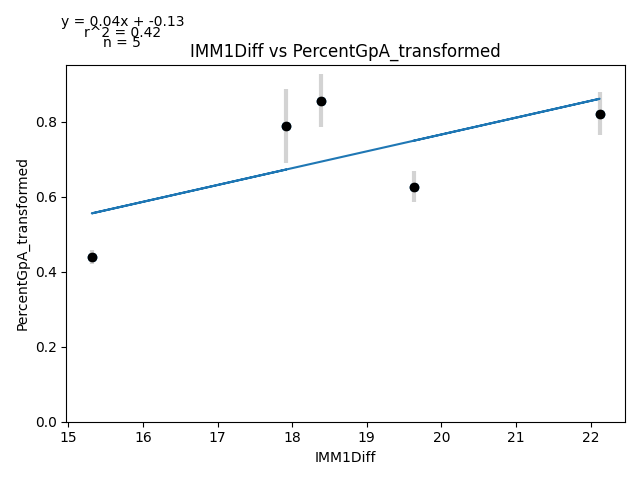 y = 0.04x + -0.13
r^2 = 0.42
n = 5
IMM1Diff vs PercentGpA_transformed
PercentGpA_transformed
0.8
0.6
0.4
0.2
0.0
15 16 17 18 19 20 21 22
IMM1Diff